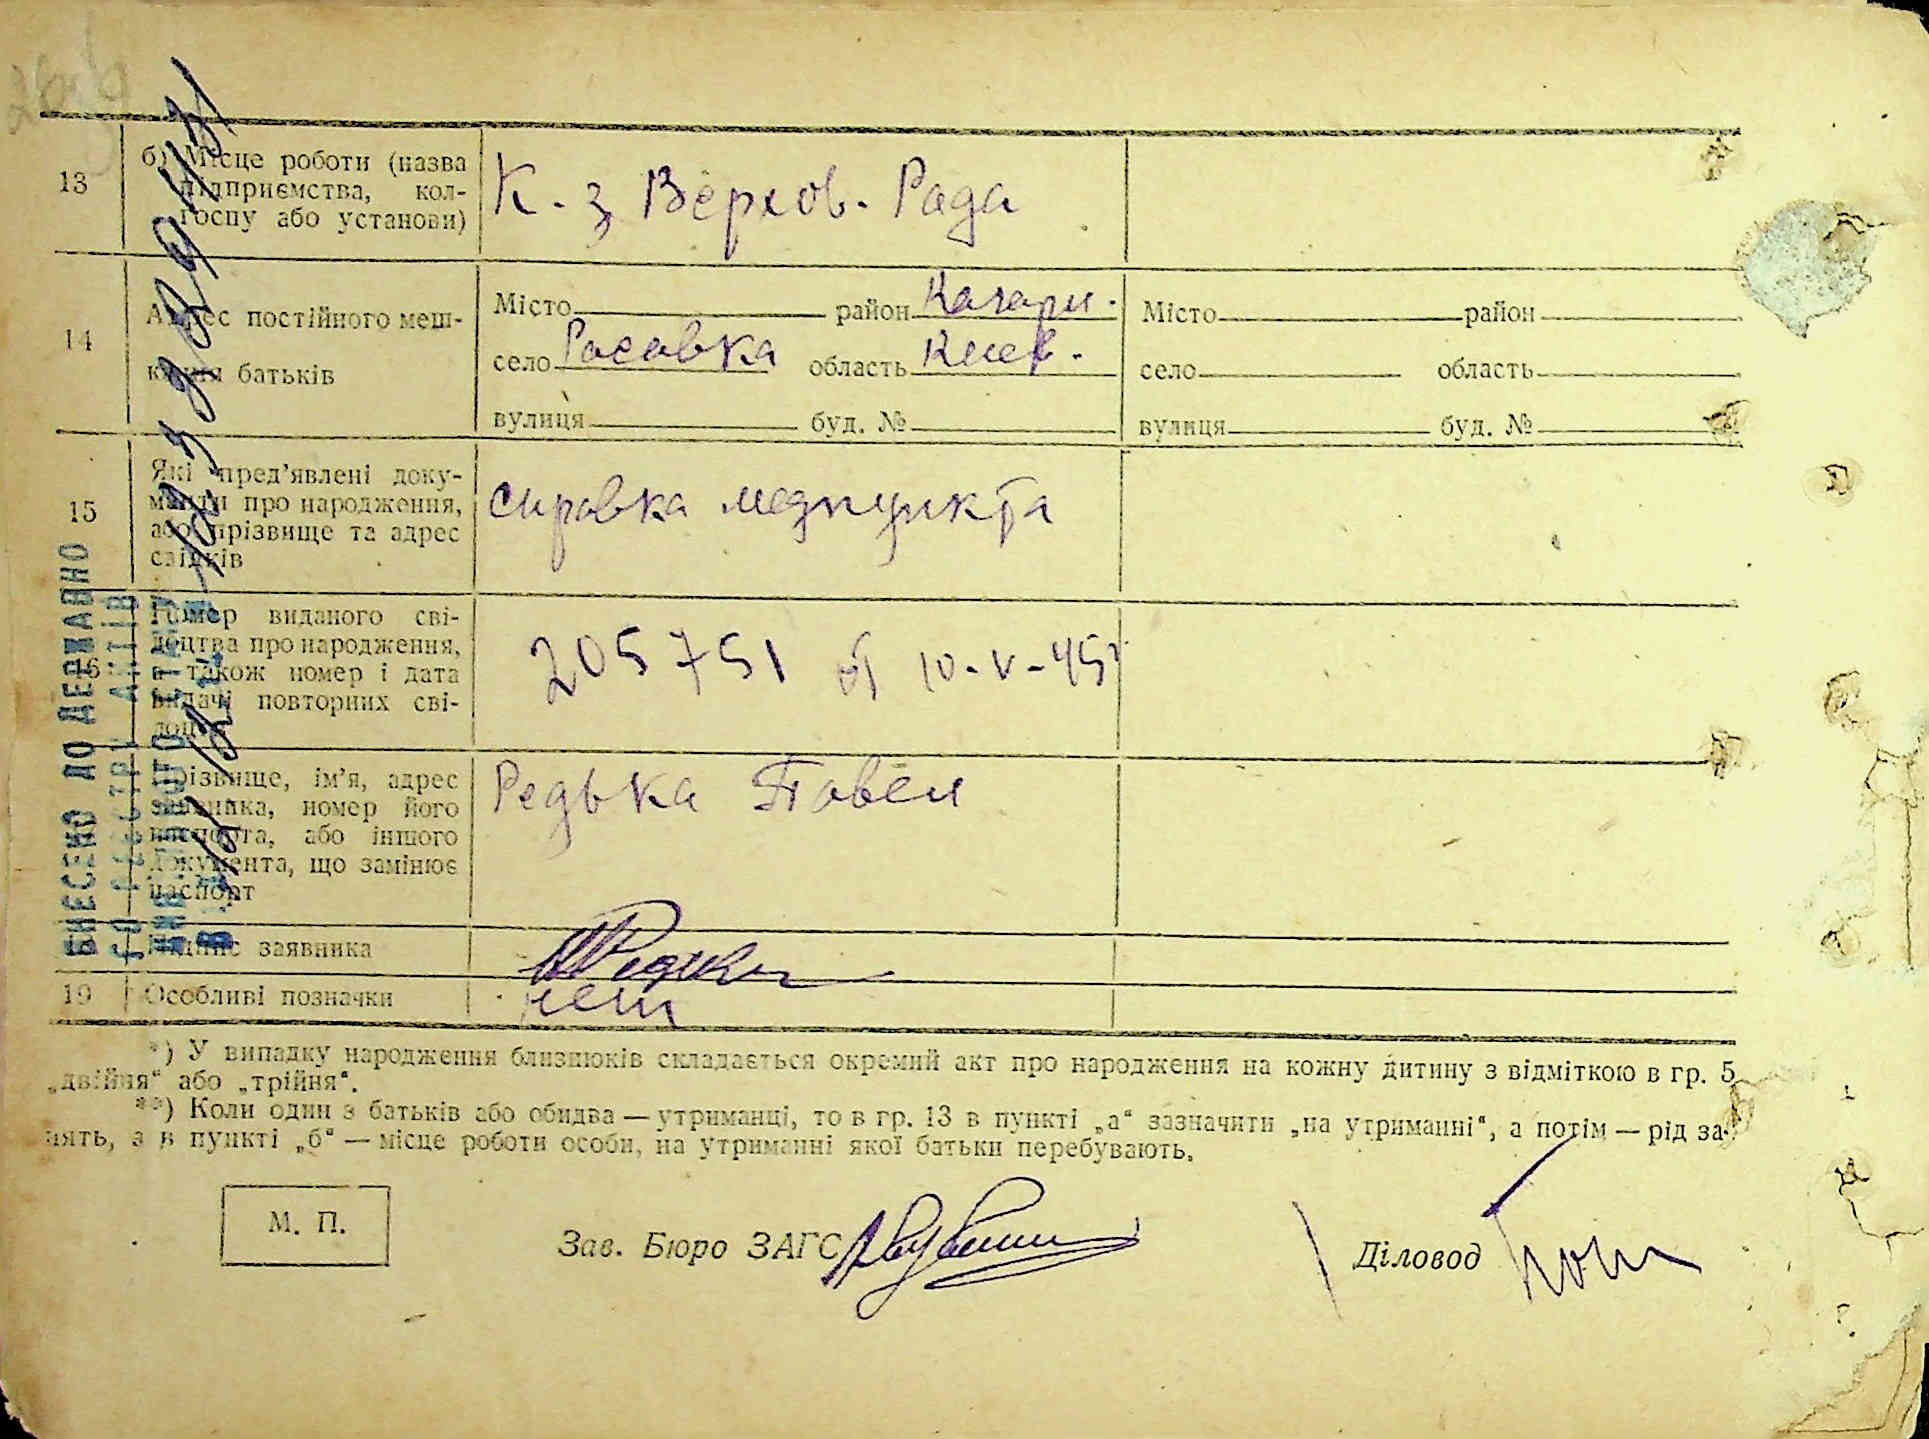 13
б) Місце роботи (назва
підприємства, кол-
госпу або установи)
К-з Верхов. Рада
14
Адрес постійного меш-
кання батьків
Місто район Кагарл.
село Росавка область Киев.
вулиця буд. №
Місто район
село область
вулиця буд. №
15
Які пред’явлені доку-
менти про народження,
або прізвище та адрес
свідків
справка медпункта
16
Номер виданого сві-
доцтва про народження,
а також номер і дата
видачі повторних сві-
доцтв
205751 от 10-V-45г
Прізвище, ім’я, адрес
заявника, номер його
паспорта, або іншого
документа, що замінює
паспорт
Редька Павел
Підпис заявника
19
Особливі позначки
нет
*) У випадку народження близнюків складається окремий акт про народження на кожну дитину з відміткою в гр. 5
„двійня“ або „трійня“.
**) Коли один з батьків або обидва — утриманці, то в гр. 13 в пункті „а“ зазначити „на утриманні“, а потім — рід за-
нять, а в пункті „б“ — місце роботи особи, на утриманні якої батьки перебувають.
М. П.
Зав. Бюро ЗАГС
Діловод
ВНЕСЕНО ДО ДЕРЖАВНО
ГО РЕЄСТРУ АКТІВ